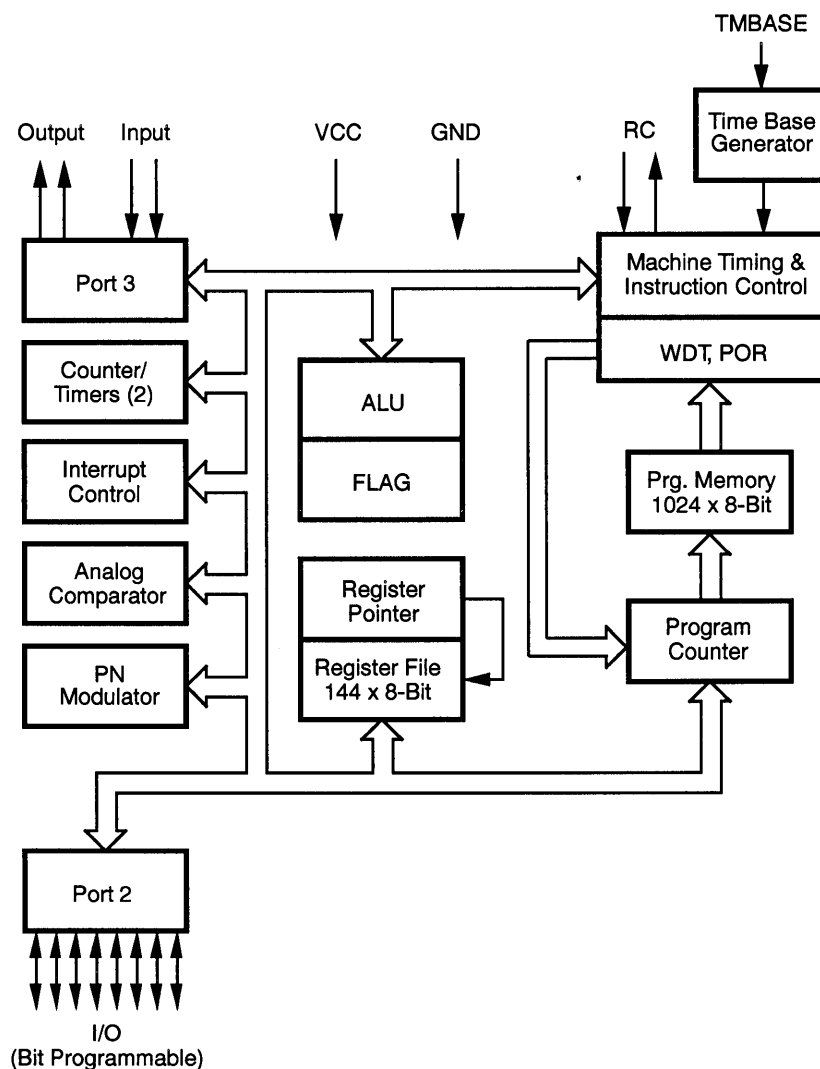 TMBASE
Time Base
Generator
Output
Input
VCC
GND
RC
Port 3
Machine Timing &
Instruction Control
WDT, POR
Counter/
Timers (2)
ALU
FLAG
Interrupt
Control
Prg. Memory
1024 x 8-Bit
Analog
Comparator
Register
Pointer
Program
Counter
PN
Modulator
Register File
144 x 8-Bit
Port 2
I/O
(Bit Programmable)